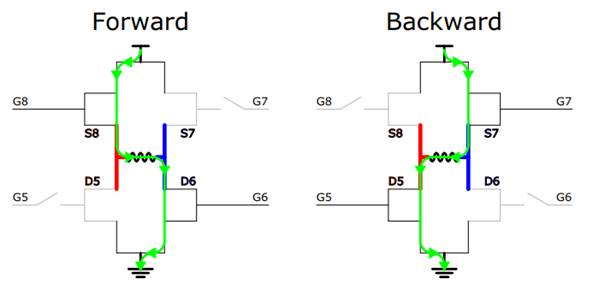 Forward Backward
G8 G7 G8 G7
S8 S7 S8 S7
D5 D6 D5 D6
G5 G6 G5 G6